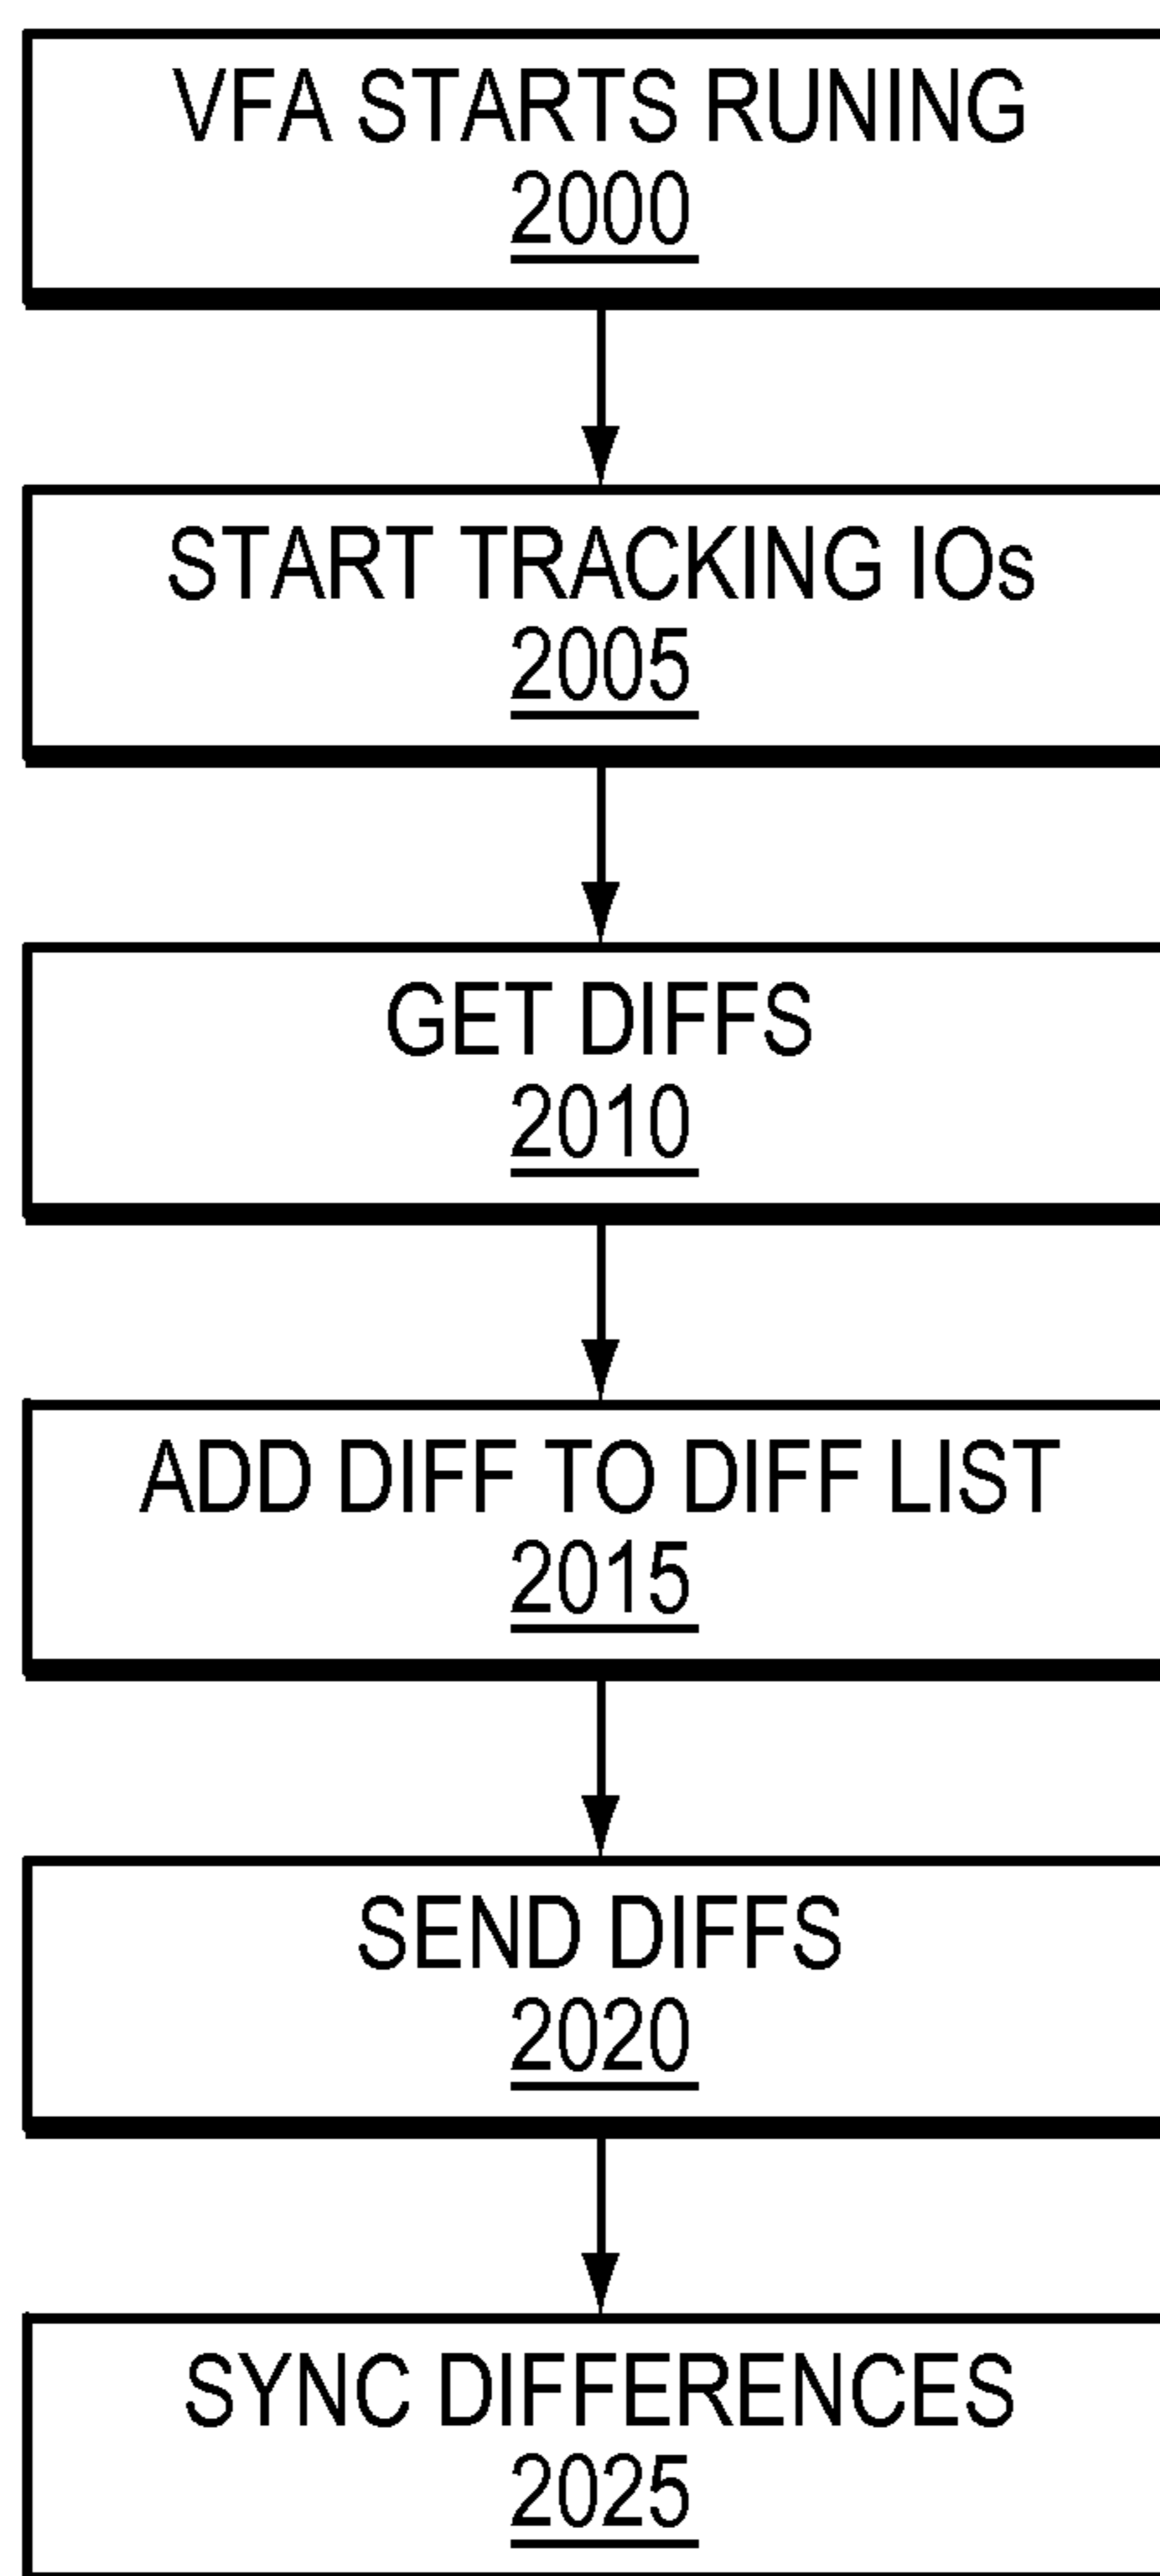 VFA STARTS RUNING
2000
START TRACKING IOs
2005
GET DIFFS
2010
ADD DIFF TO DIFF LIST
2015
SEND DIFFS
2020
SYNC DIFFERENCES
2025